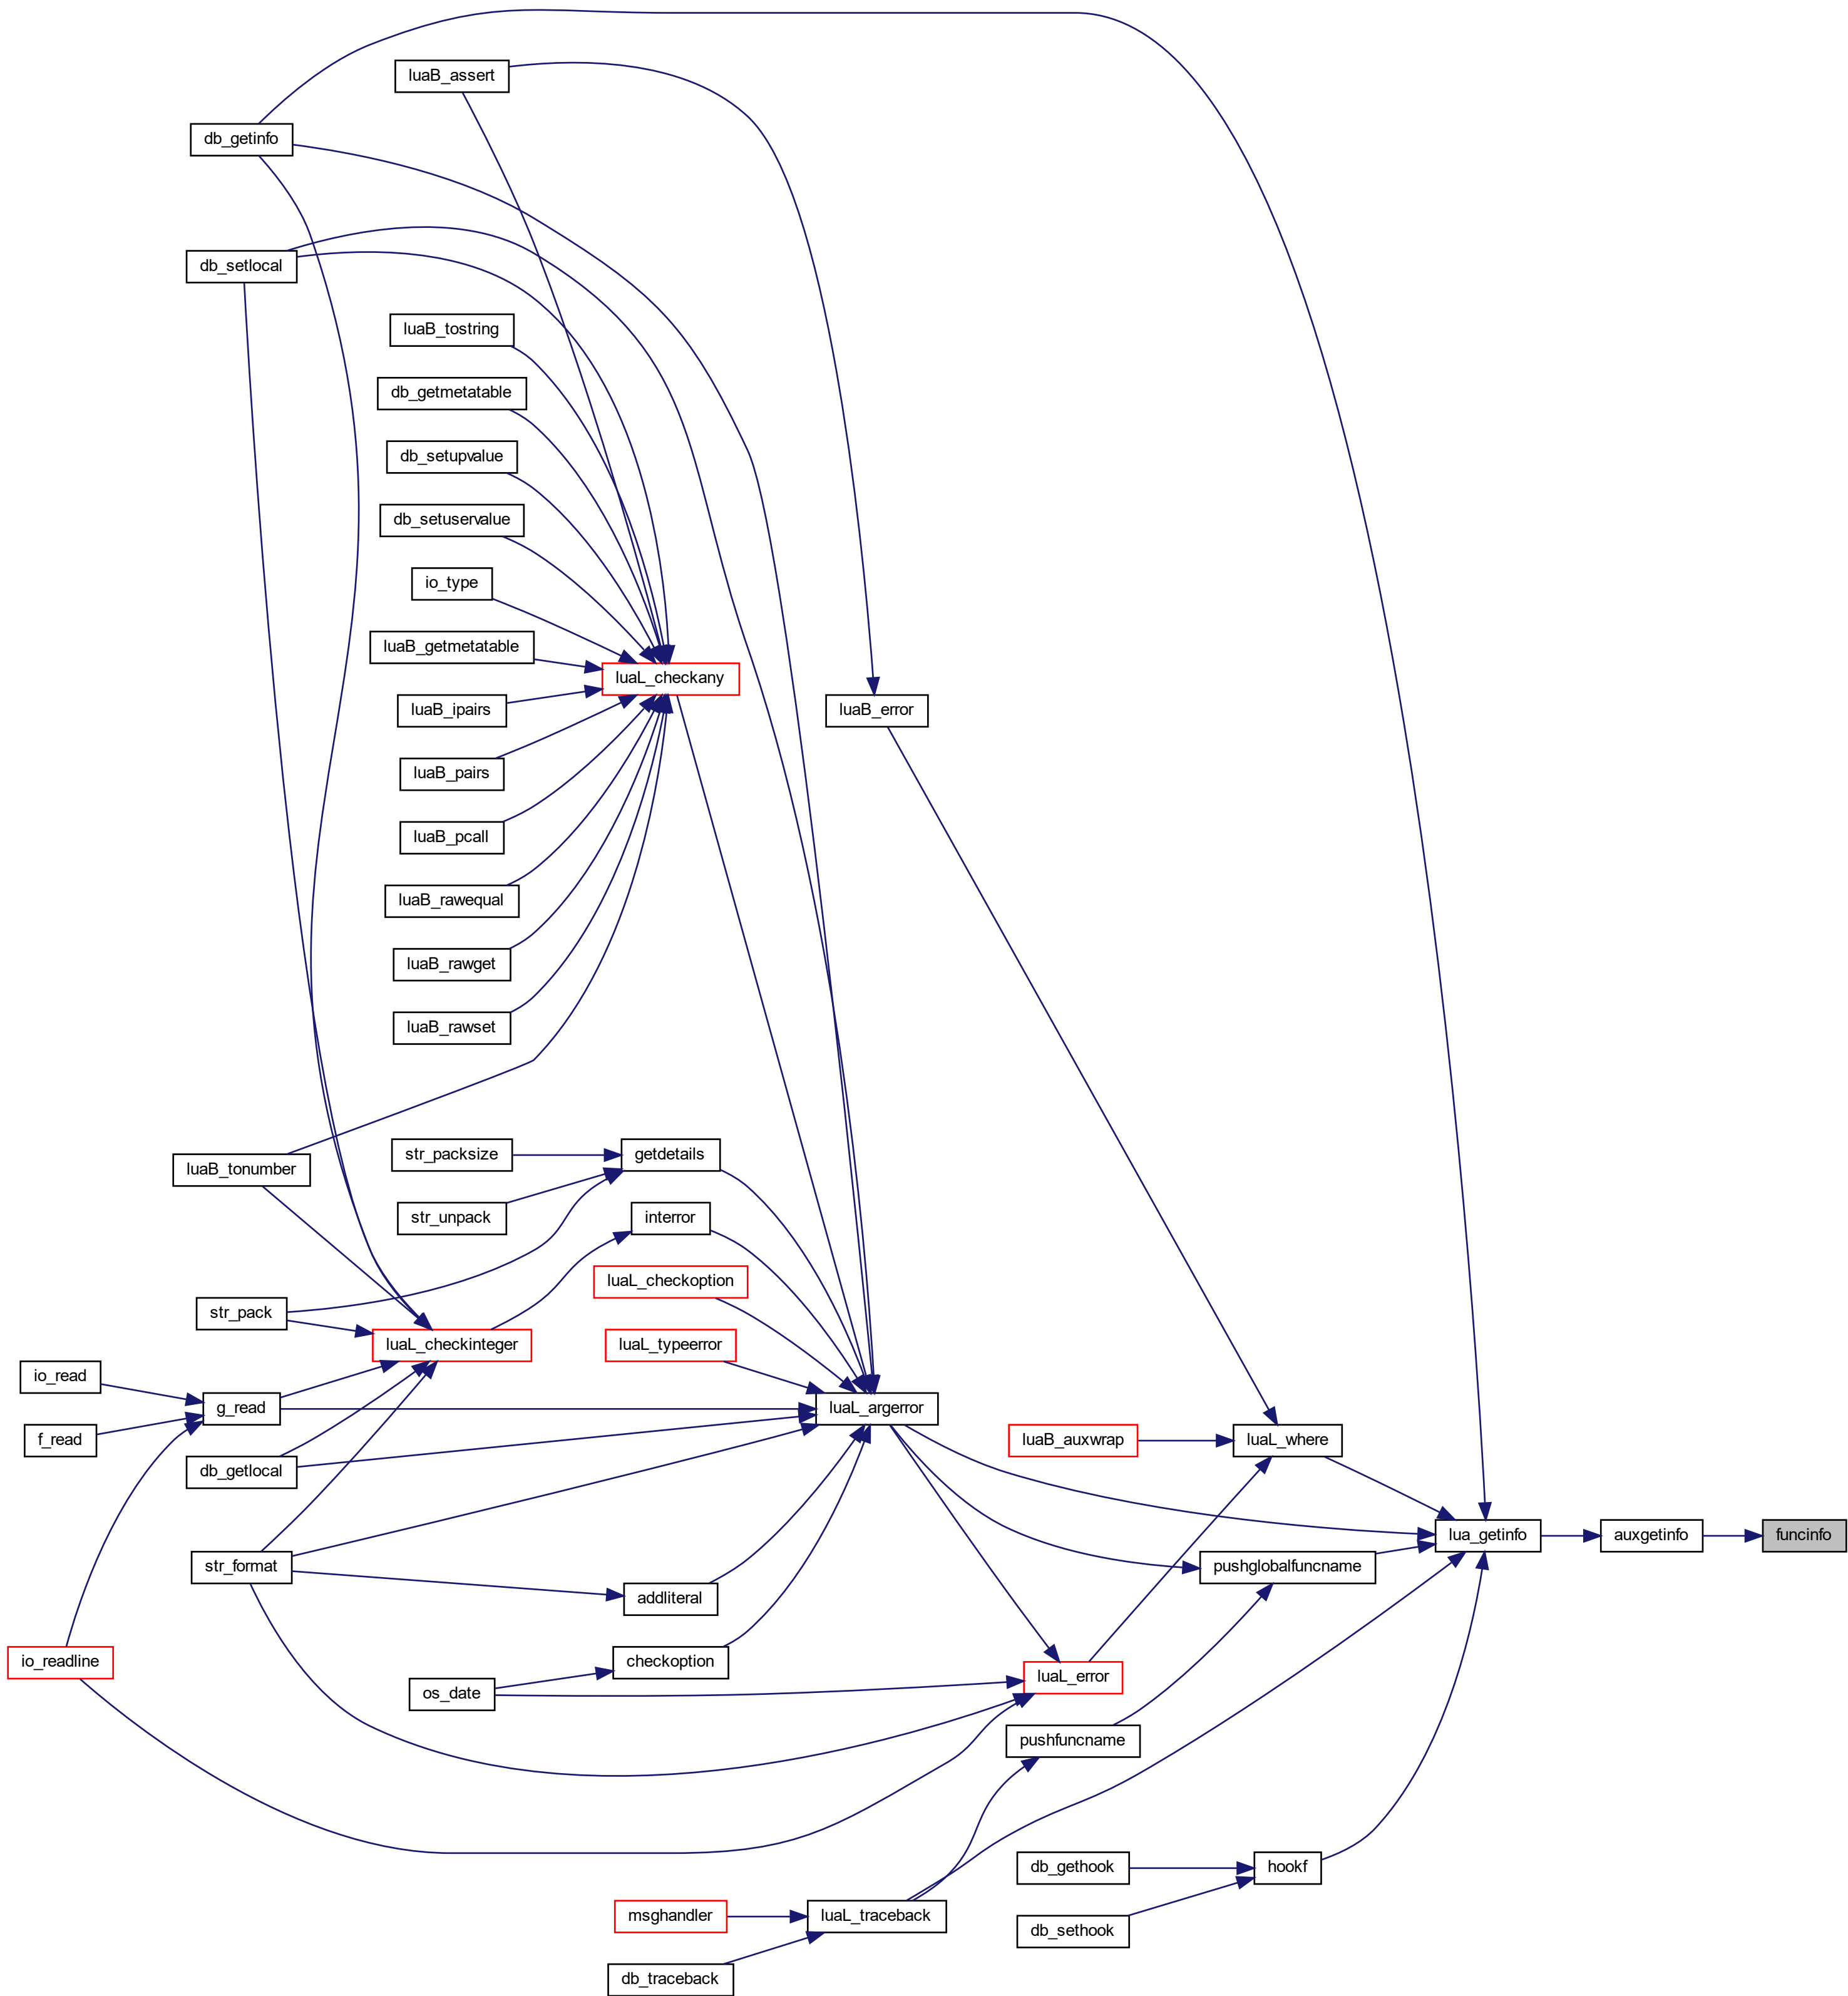 luaB_assert
db_getinfo
db_setlocal
luaB_tostring
db_getmetatable
db_setupvalue
db_setuservalue
io_type
luaB_getmetatable
luaL_checkany
luaB_ipairs
luaB_error
luaB_pairs
luaB_pcall
luaB_rawequal
luaB_rawget
luaB_rawset
str_packsize
getdetails
luaB_tonumber
str_unpack
interror
luaL_checkoption
str_pack
luaL_checkinteger
luaL_typeerror
io_read
g_read
luaL_argerror
f_read
luaB_auxwrap
luaL_where
db_getlocal
lua_getinfo
auxgetinfo
funcinfo
str_format
pushglobalfuncname
addliteral
io_readline
checkoption
luaL_error
os_date
pushfuncname
db_gethook
hookf
msghandler
luaL_traceback
db_sethook
db_traceback